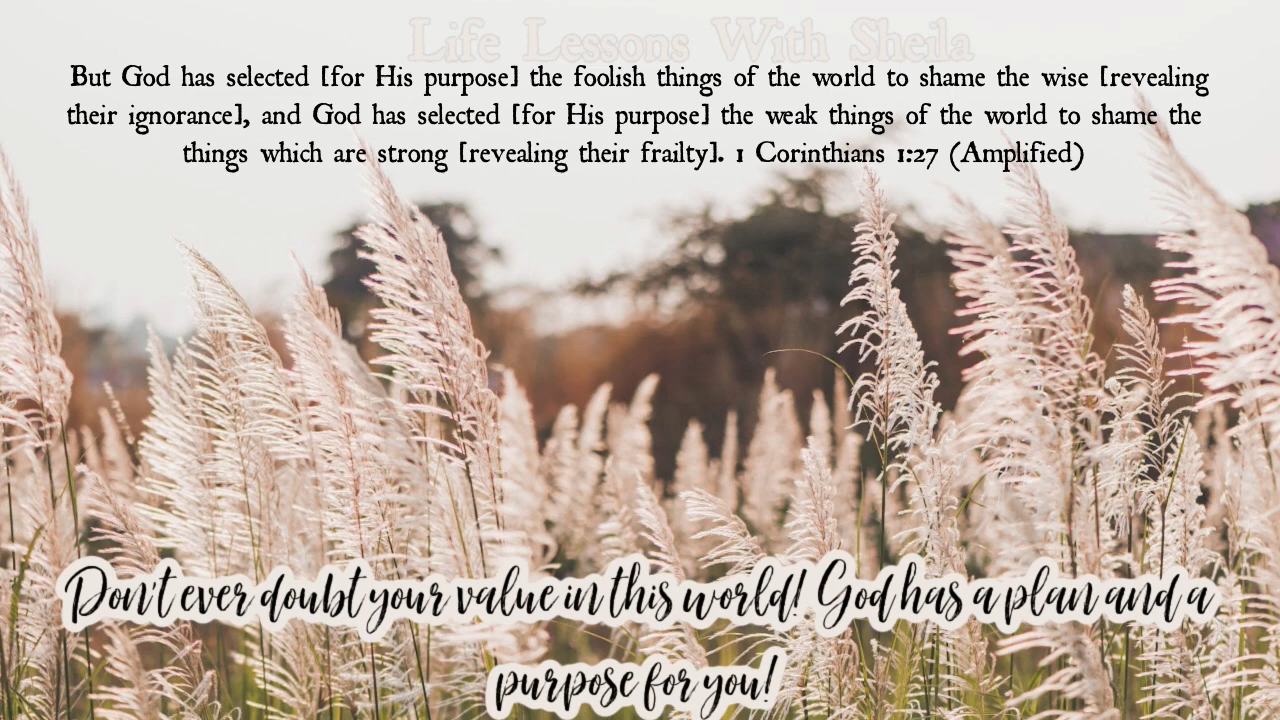 Life Lessons With Sheila
But God has selected [for His purpose] the foolish things of the world to shame the wise [revealing
their ignorance], and God has selected [for His purpose] the weak things of the world to shame the
things which are strong [revealing their frailty]. 1 Corinthians 1:27 (Amplified)
Don't ever doubt your value in this world! God has a plan and a
purpose for you!